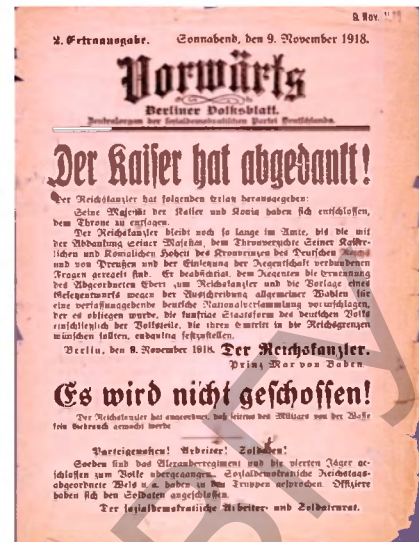 9. Nov.
2. Extraausgabe. Sonnabend, den 9. November 1918.
Vorwärts
Berliner Volksblatt.
Zentralorgan der sozialdemokratischen Partei Deutschlands.
Der Kaiser hat abgedankt!
Der Reichskanzler hat folgenden Erlaß herausgegeben:
Seine Majestät der Kaiser und König haben sich entschlossen,
dem Throne zu entsagen.
Der Reichskanzler bleibt noch so lange im Amte, bis die mit
der Abdankung Seiner Majestät, dem Thronverzichte Seiner Kaiser-
lichen und Königlichen Hoheit des Kronprinzen des Deutschen Reichs
und von Preußen und der Einsetzung der Regentschaft verbundenen
Fragen geregelt sind. Er beabsichtigt, dem Regenten die Ernennung
des Abgeordneten Ebert zum Reichskanzler und die Vorlage eines
Gesetzentwurfs wegen der Ausschreibung allgemeiner Wahlen für
eine verfassunggebende deutsche Nationalversammlung vorzuschlagen,
der es obliegen würde, die künftige Staatsform des deutschen Volks
einschließlich der Volksteile, die ihren Eintritt in die Reichsgrenzen
wünschen sollten, endgültig festzustellen.
Berlin, den 9. November 1918. Der Reichskanzler.
Prinz Max von Baden.
Es wird nicht geschossen!
Der Reichskanzler hat angeordnet, daß seitens des Militärs von der Waffe
kein Gebrauch gemacht werde.
Parteigenossen! Arbeiter! Soldaten!
Soeben sind das Alexanderregiment und die vierten Jäger ge-
schlossen zum Volke übergegangen. Der sozialdemokratische Reichstags-
abgeordnete Wels u. a. haben zu den Truppen gesprochen. Offiziere
haben sich den Soldaten angeschlossen.
Der sozialdemokratische Arbeiter- und Soldatenrat.